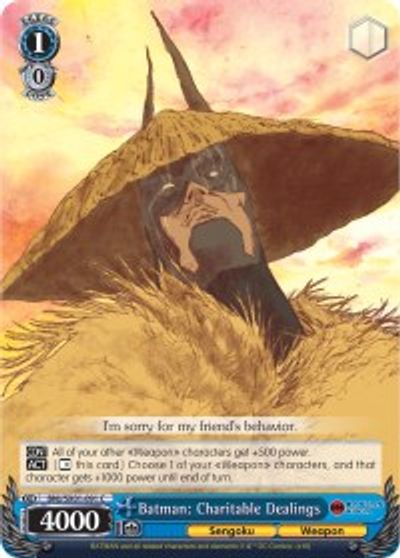 1
0
I'm sorry for my friend's behavior.
CONT All of your other «Weapon» characters get +500 power.
ACT [ this card] Choose 1 of your «Weapon» characters, and that
character gets +1000 power until end of turn.
4000 Batman: Charitable Dealings
Sengoku Weapon